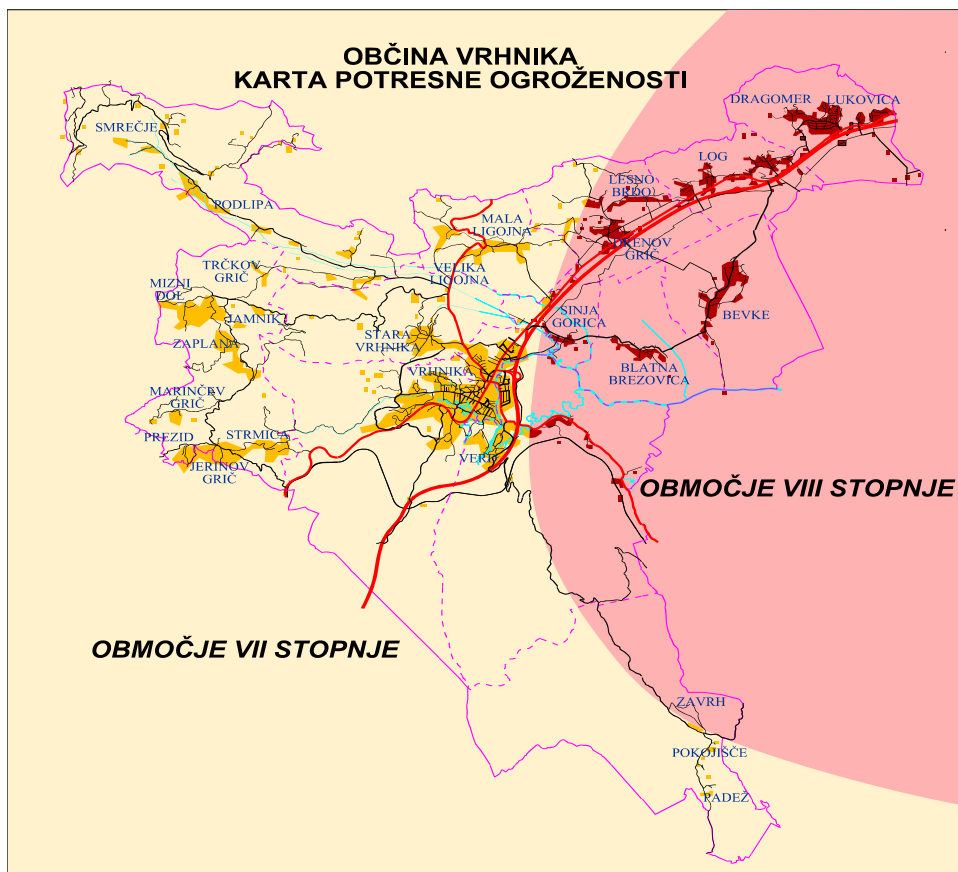 OBČINA VRHNIKA
KARTA POTRESNE OGROŽENOSTI
DRAGOMER
LUKOVICA
SMREČJE
LOG
LESNO
BRDO
PODLIPA
MALA
LIGOJNA
DRENOV
GRIČ
TRČKOV
GRIČ
VELIKA
LIGOJNA
MIZNI
DOL
JAMNIK
SINJA
GORICA
BEVKE
ZAPLANA
STARA
VRHNIKA
VRHNIKA
BLATNA
BREZOVICA
MARINČEV
GRIČ
PREZID
STRMICA
VERD
JERINOV
GRIČ
OBMOČJE VIII STOPNJE
OBMOČJE VII STOPNJE
ZAVRH
POKOJIŠČE
PADEŽ